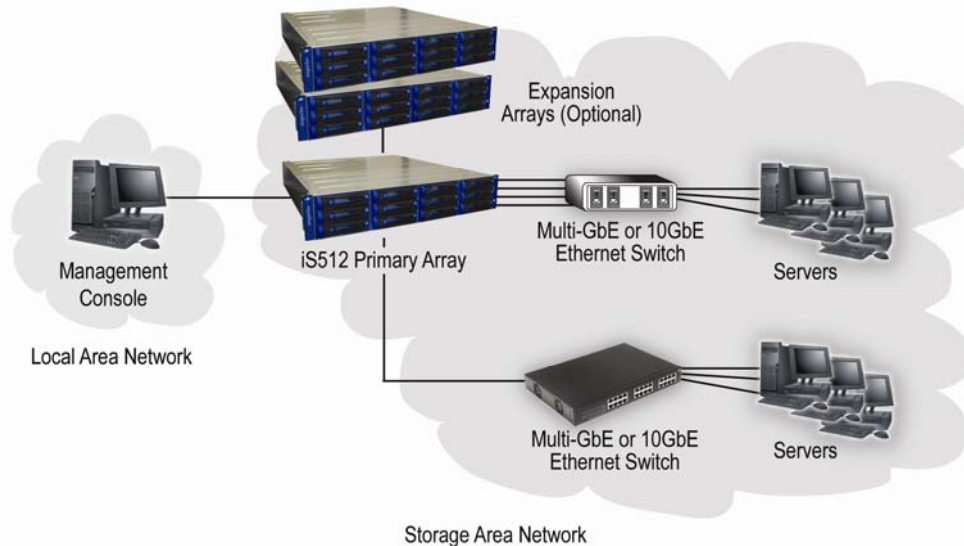 Expansion
Arrays (Optional)
iS512 Primary Array
Multi-GbE or 10GbE
Ethernet Switch
Servers
Management
Console
Local Area Network
Multi-GbE or 10GbE
Ethernet Switch
Servers
Storage Area Network